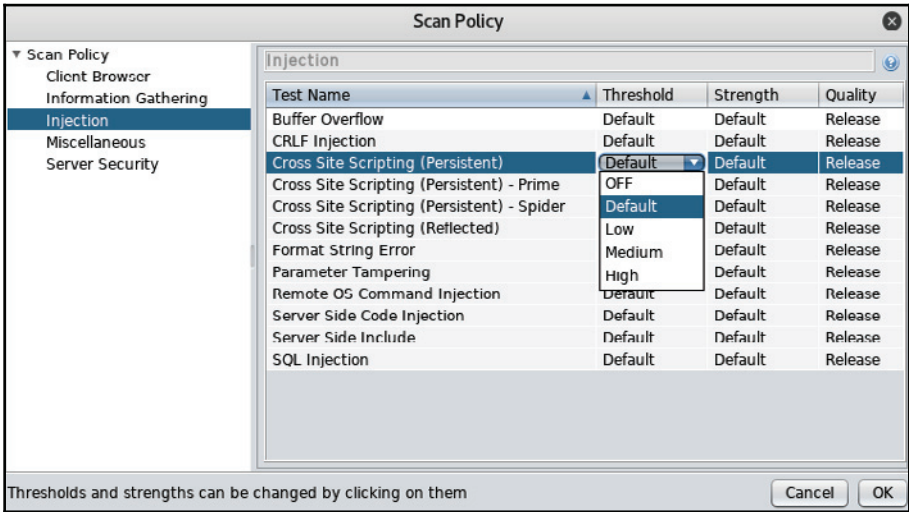 Scan Policy
Scan Policy
Client Browser
Information Gathering
Injection
Miscellaneous
Server Security
Injection
Test Name Threshold Strength Quality
Buffer Overflow Default Default Release
CRLF Injection Default Default Release
Cross Site Scripting (Persistent) Default Default Release
Cross Site Scripting (Persistent) - Prime Default Release
Cross Site Scripting (Persistent) - Spider Default Release
Cross Site Scripting (Reflected) Default Release
Format String Error Default Release
Parameter Tampering Default Release
Remote OS Command Injection Default Default Release
Server Side Code Injection Default Default Release
Server Side Include Default Default Release
SQL Injection Default Default Release
OFF
Default
Low
Medium
High
Thresholds and strengths can be changed by clicking on them
Cancel
OK